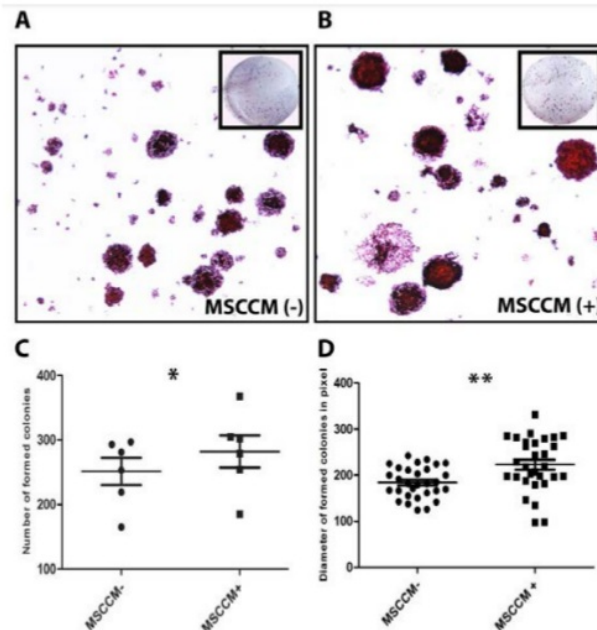 A
B
MSCCM (-)
MSCCM (+)
C
D
*
**
Number of formed colonies
400
300
200
100
MSCCM-
MSCCM+
Diameter of formed colonies in pixel
400
300
200
100
0
MSCCM-
MSCCM+